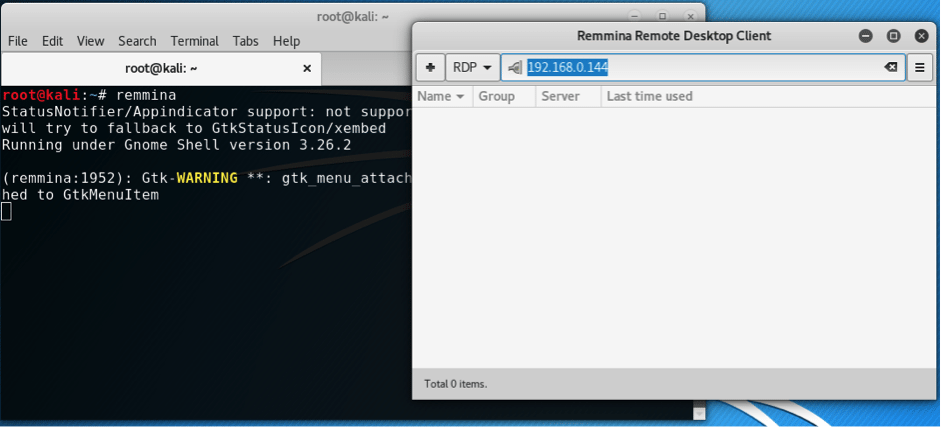 root@kali: ~
File Edit View Search Terminal Tabs Help
root@kali: ~
root@kali:~# remmina
StatusNotifier/Appindicator support: not suppor
will try to fallback to GtkStatusIcon/xembed
Running under Gnome Shell version 3.26.2
(remmina:1952): Gtk-WARNING **: gtk_menu_attach
hed to GtkMenuItem
Remmina Remote Desktop Client
RDP 192.168.0.144
Name Group Server Last time used
Total 0 items.